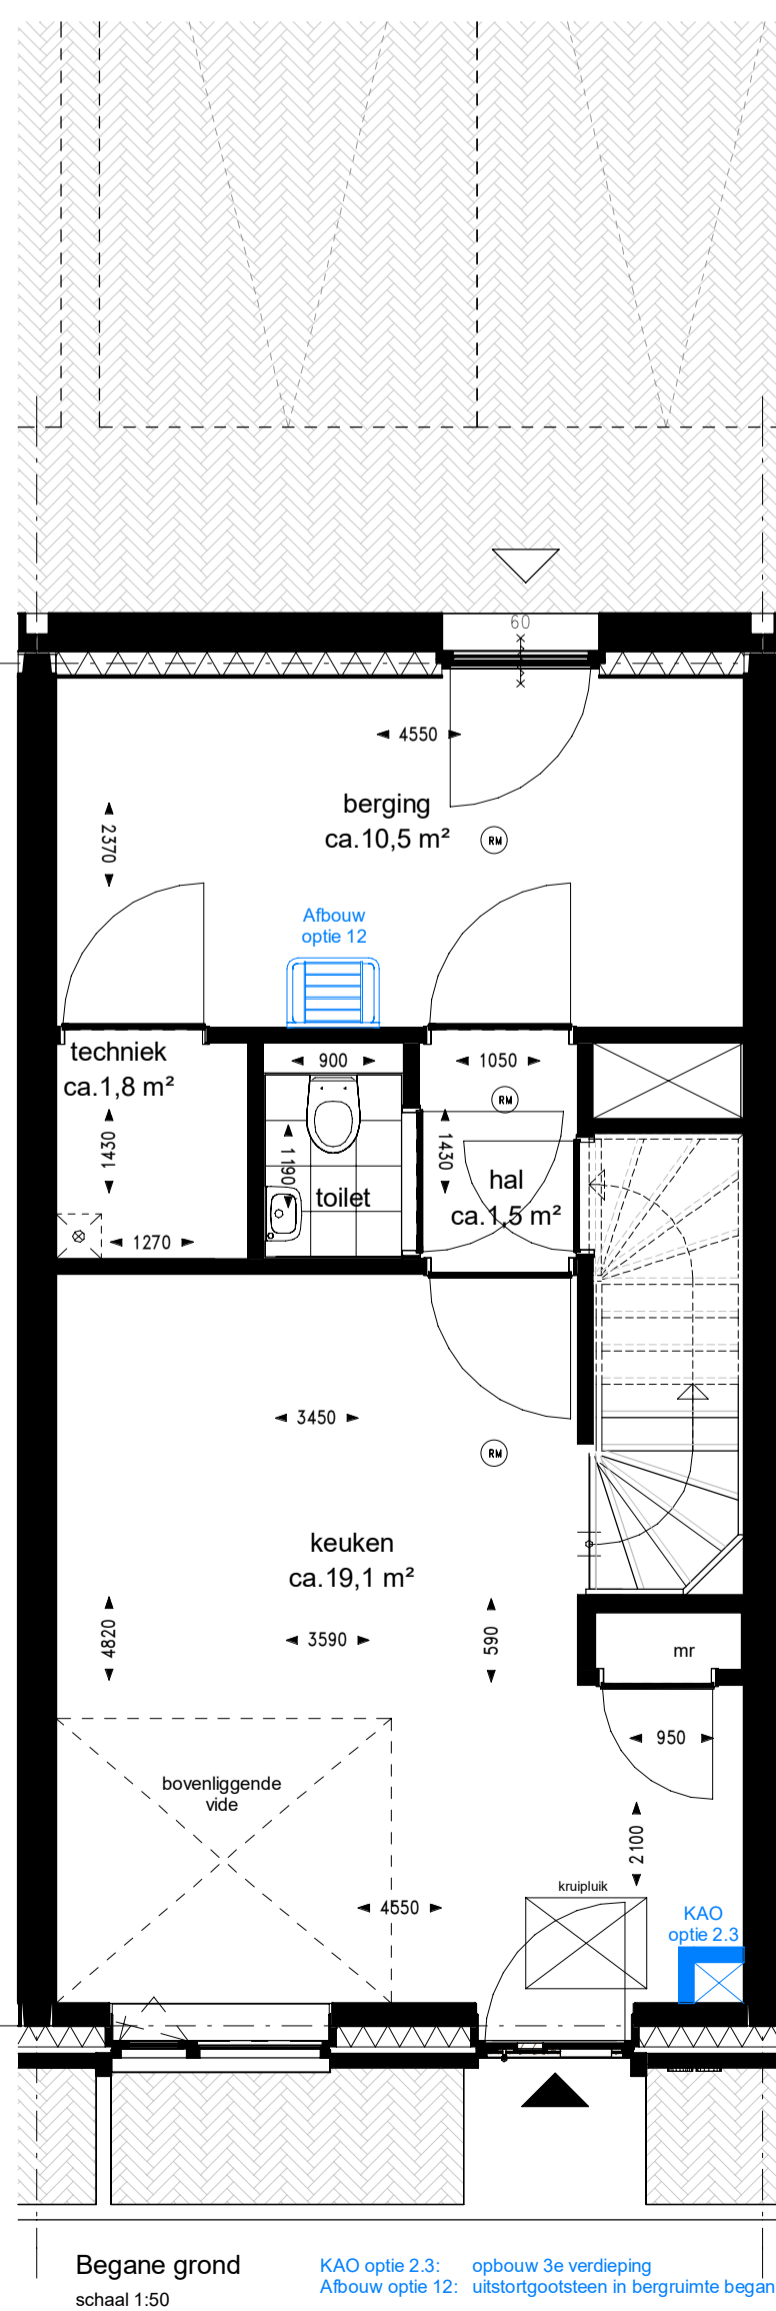 60
4550
berging
ca.10,5 m²
RM
2370
Afbouw
optie 12
techniek
ca.1,8 m²
900
1050
RM
1430
1190
1430
toilet
hal
ca.1,5 m²
1270
3450
RM
keuken
ca.19,1 m²
4820
3590
590
mr
950
bovenliggende
vide
2100
kruipluik
4550
KAO
optie 2.3
Begane grond
schaal 1:50
KAO optie 2.3: opbouw 3e verdieping
Afbouw optie 12: uitstortgootsteen in bergruimte began